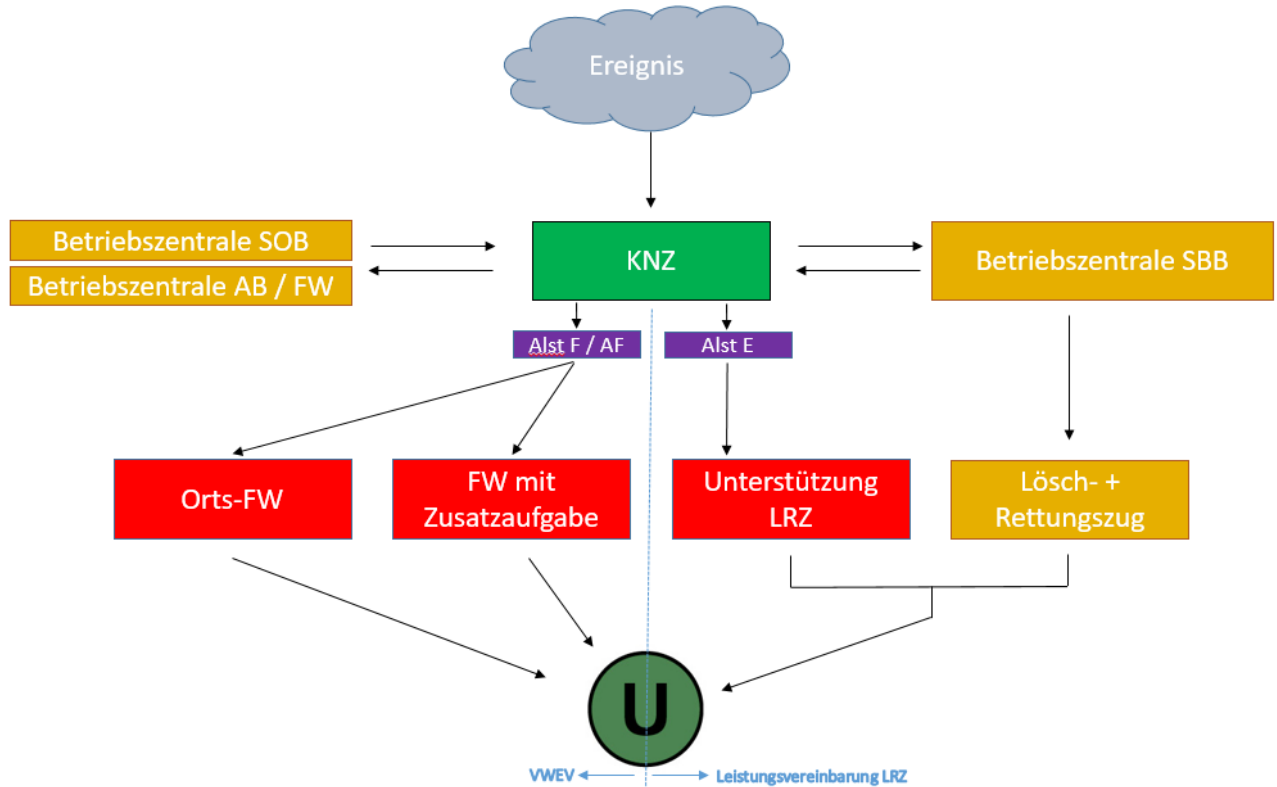 Ereignis
Betriebszentrale SOB
Betriebszentrale AB / FW
KNZ
Betriebszentrale SBB
Alst F / AF
Alst E
Orts-FW
FW mit
Zusatzaufgabe
Unterstützung
LRZ
Lösch- +
Rettungszug
U
VWEV
Leistungsvereinbarung LRZ